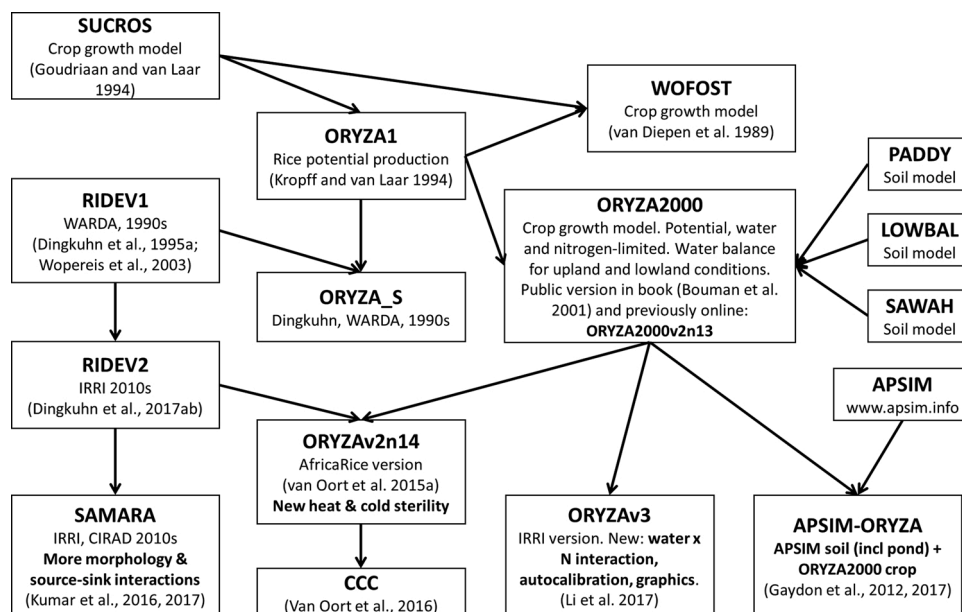 SUCROS
Crop growth model
(Goudriaan and van Laar
1994)
WOFOST
Crop growth model
(van Diepen et al. 1989)
ORYZA1
Rice potential production
(Kropff and van Laar 1994)
PADDY
Soil model
RIDEV1
WARDA, 1990s
(Dingkuhn et al., 1995a;
Wopereis et al., 2003)
ORYZA2000
Crop growth model. Potential, water
and nitrogen-limited. Water balance
for upland and lowland conditions.
Public version in book (Bouman et al.
2001) and previously online:
ORYZA2000v2n13
LOWBAL
Soil model
ORYZA_S
Dingkuhn, WARDA, 1990s
SAWAH
Soil model
RIDEV2
IRRI 2010s
(Dingkuhn et al., 2017ab)
APSIM
www.apsim.info
ORYZAv2n14
AfricaRice version
(van Oort et al. 2015a)
New heat & cold sterility
SAMARA
IRRI, CIRAD 2010s
More morphology &
source-sink interactions
(Kumar et al., 2016, 2017)
CCC
(Van Oort et al., 2016)
ORYZAv3
IRRI version. New: water x
N interaction,
autocalibration, graphics.
(Li et al. 2017)
APSIM-ORYZA
APSIM soil (incl pond) +
ORYZA2000 crop
(Gaydon et al., 2012, 2017)